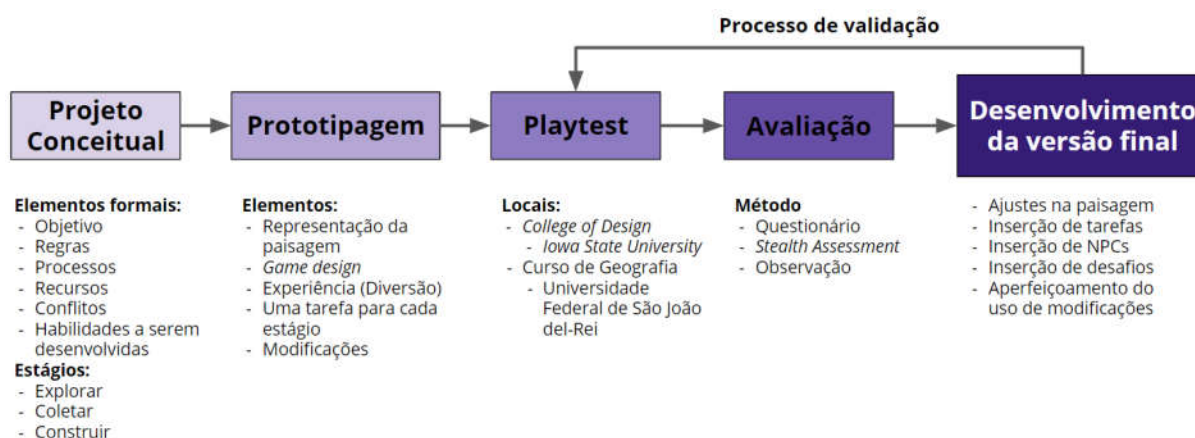 Processo de validação
Projeto
Conceitual
Prototipagem
Playtest
Avaliação
Desenvolvimento
da versão final
Elementos formais:
- Objetivo
- Regras
- Processos
- Recursos
- Conflitos
- Habilidades a serem
desenvolvidas
Estágios:
- Explorar
- Coletar
- Construir
Elementos:
- Representação da
paisagem
- Game design
- Experiência (Diversão)
- Uma tarefa para cada
estágio
- Modificações
Locais:
- College of Design
- Iowa State University
- Curso de Geografia
- Universidade
Federal de São João
del-Rei
Método
- Questionário
- Stealth Assessment
- Observação
- Ajustes na paisagem
- Inserção de tarefas
- Inserção de NPCs
- Inserção de desafios
- Aperfeiçoamento do
uso de modificações